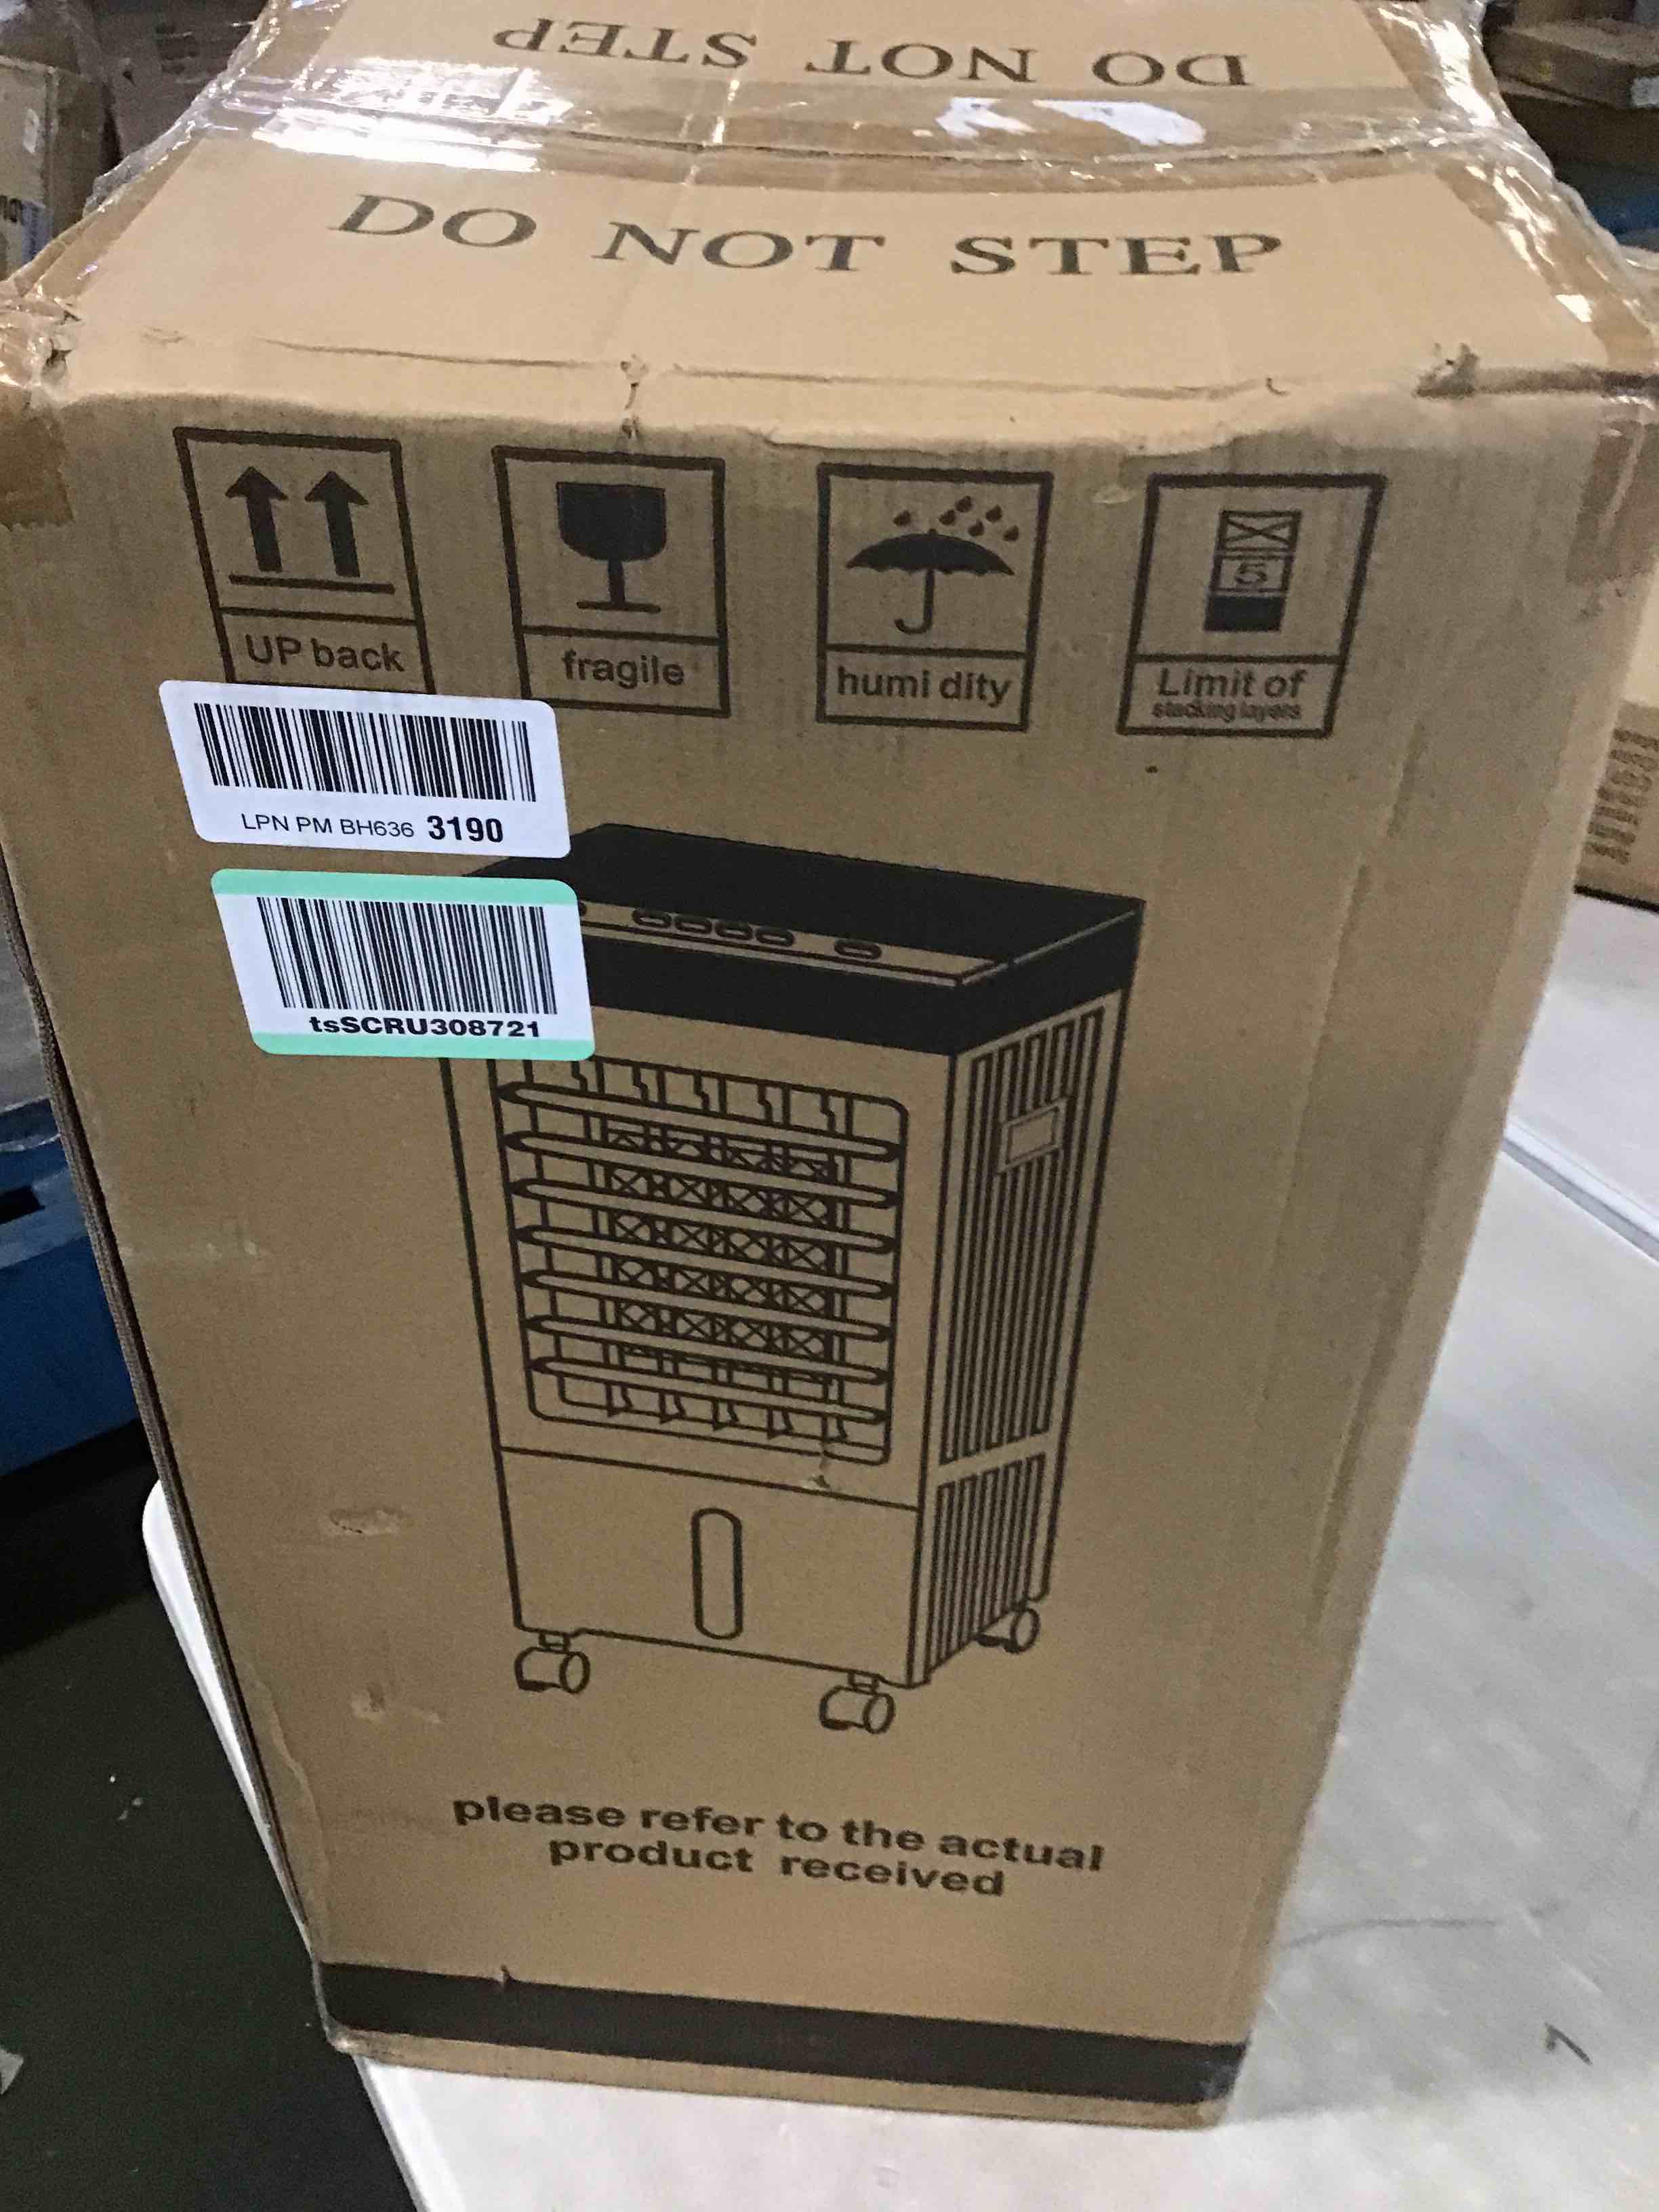 DO NOT STEP
DO NOT STEP
UP back
fragile
humi dity
5
Limit of
stacking layers
LPN PM BH636 3190
tsSCRU308721
please refer to the actual
product received
7